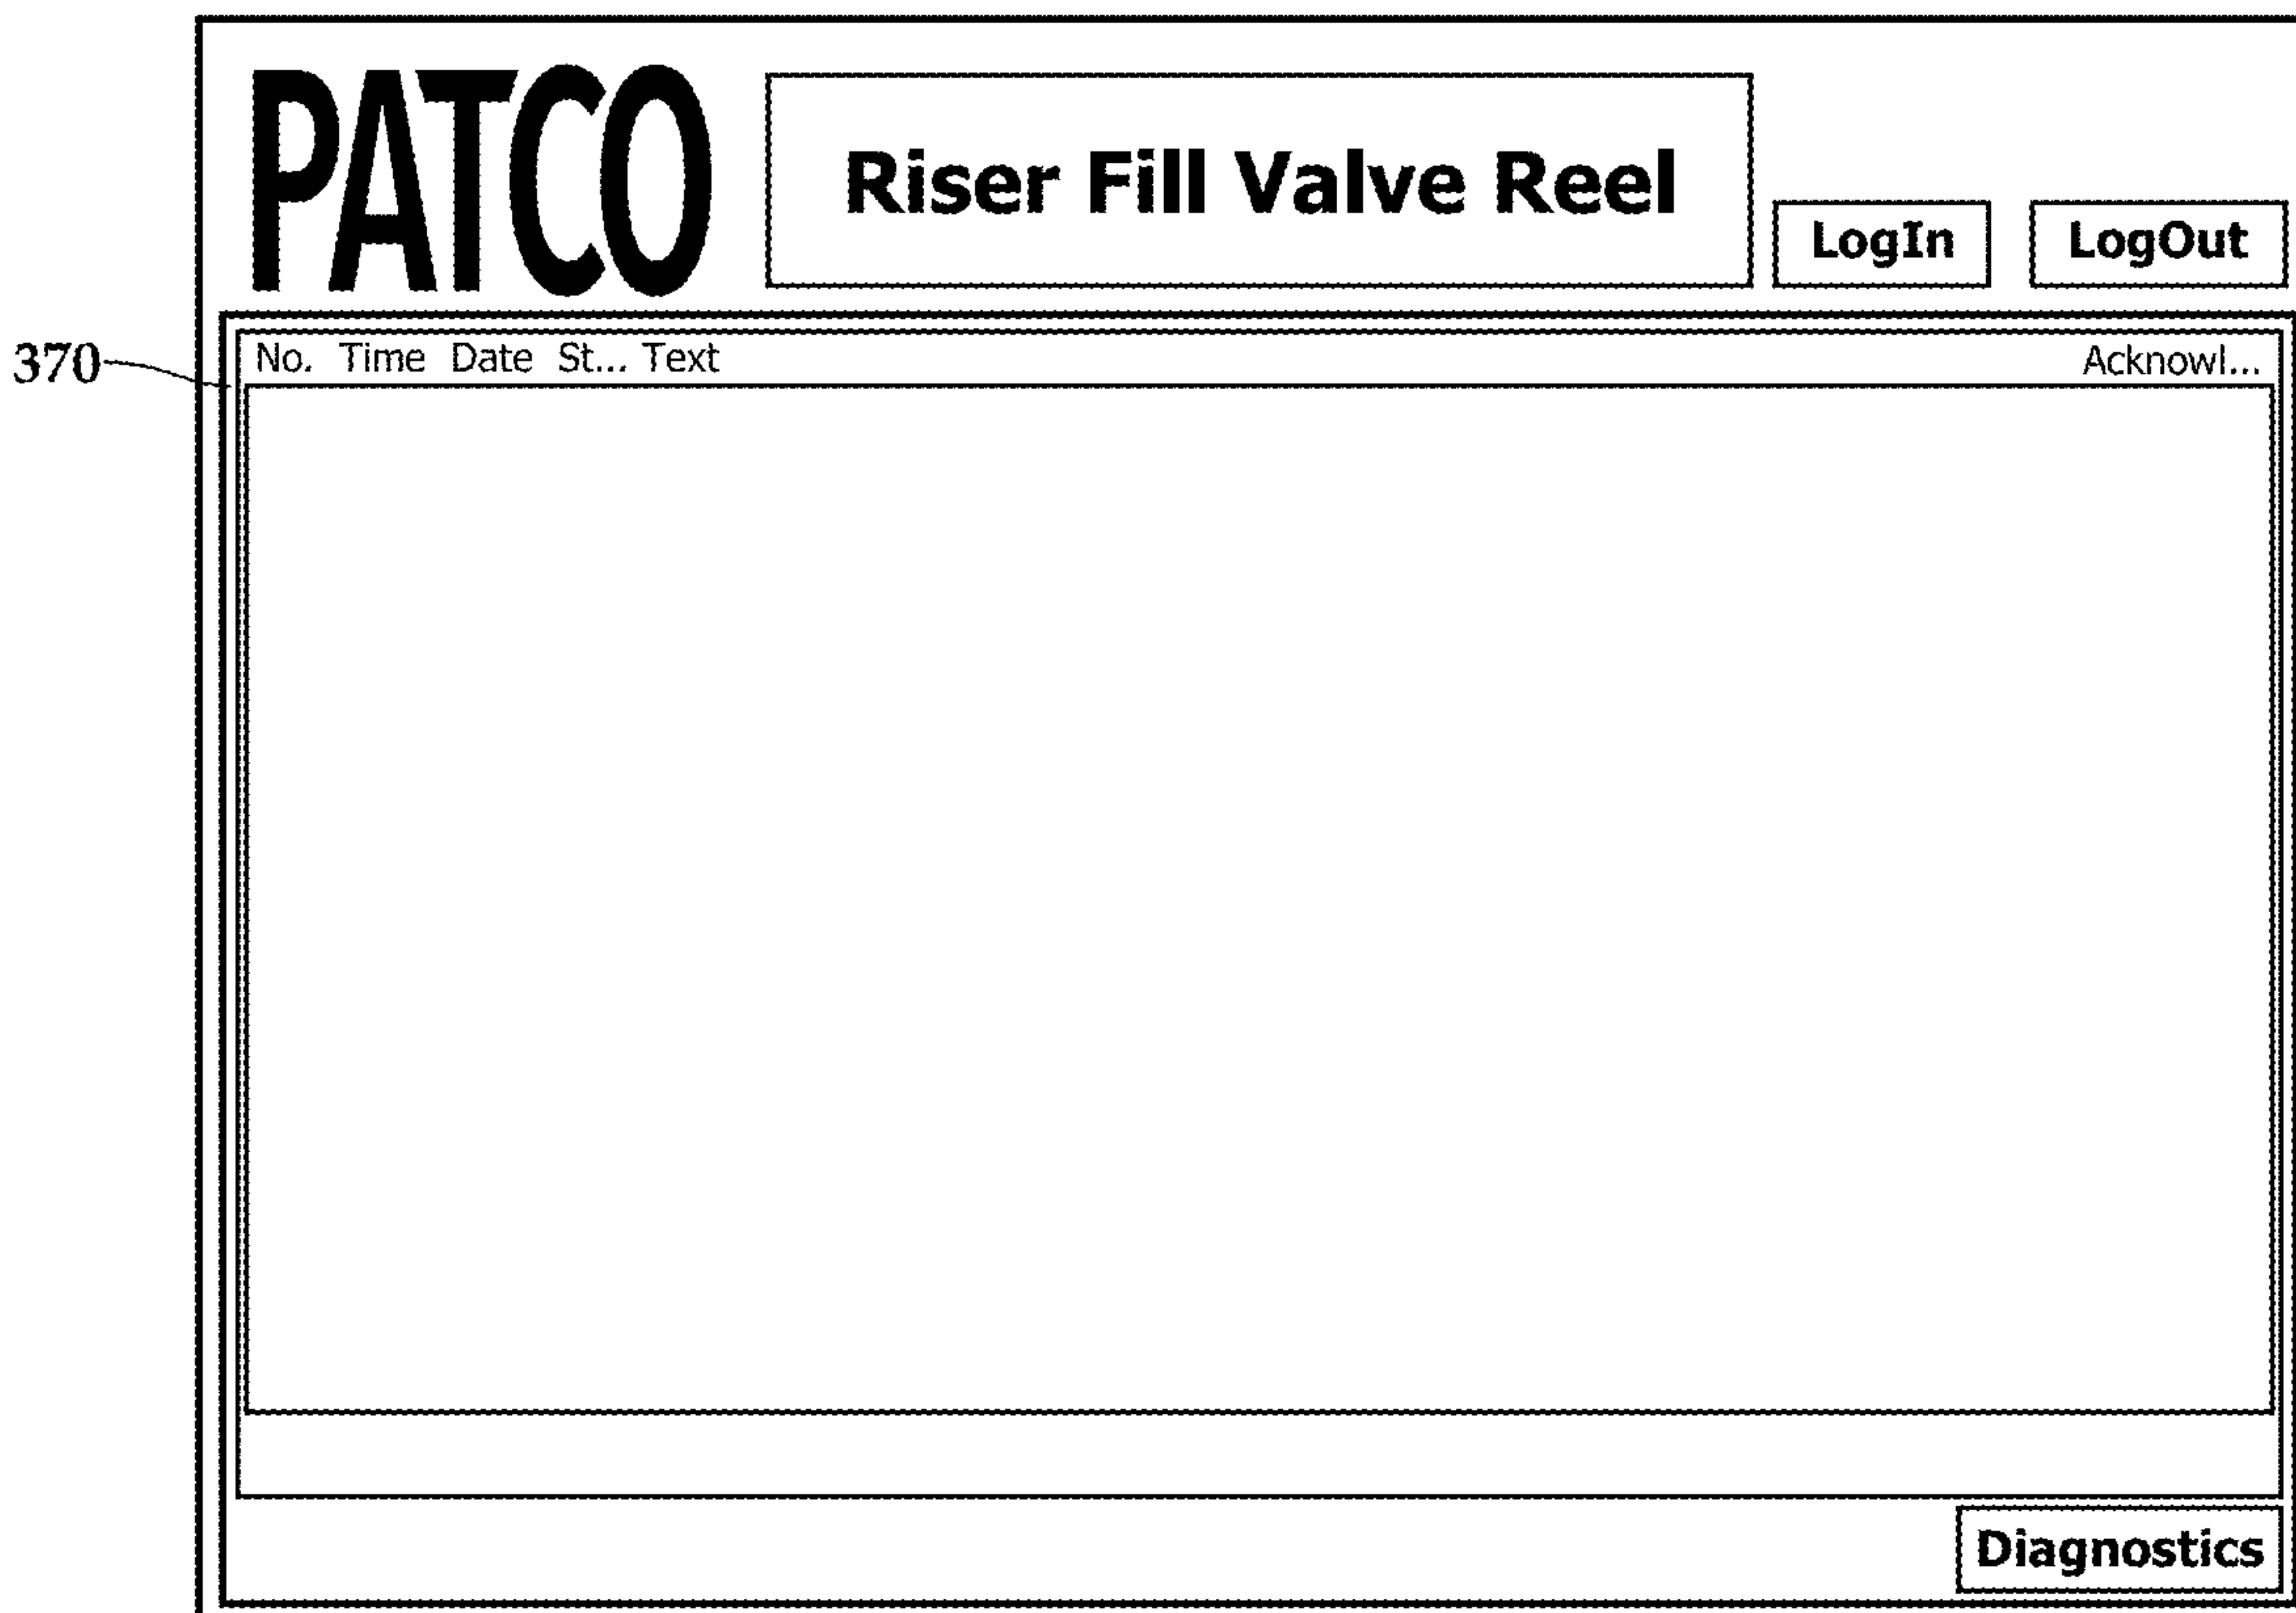 PATCO
Riser Fill Valve Reel
LogIn LogOut
370
No. Time Date St... Text Acknowl...
Diagnostics